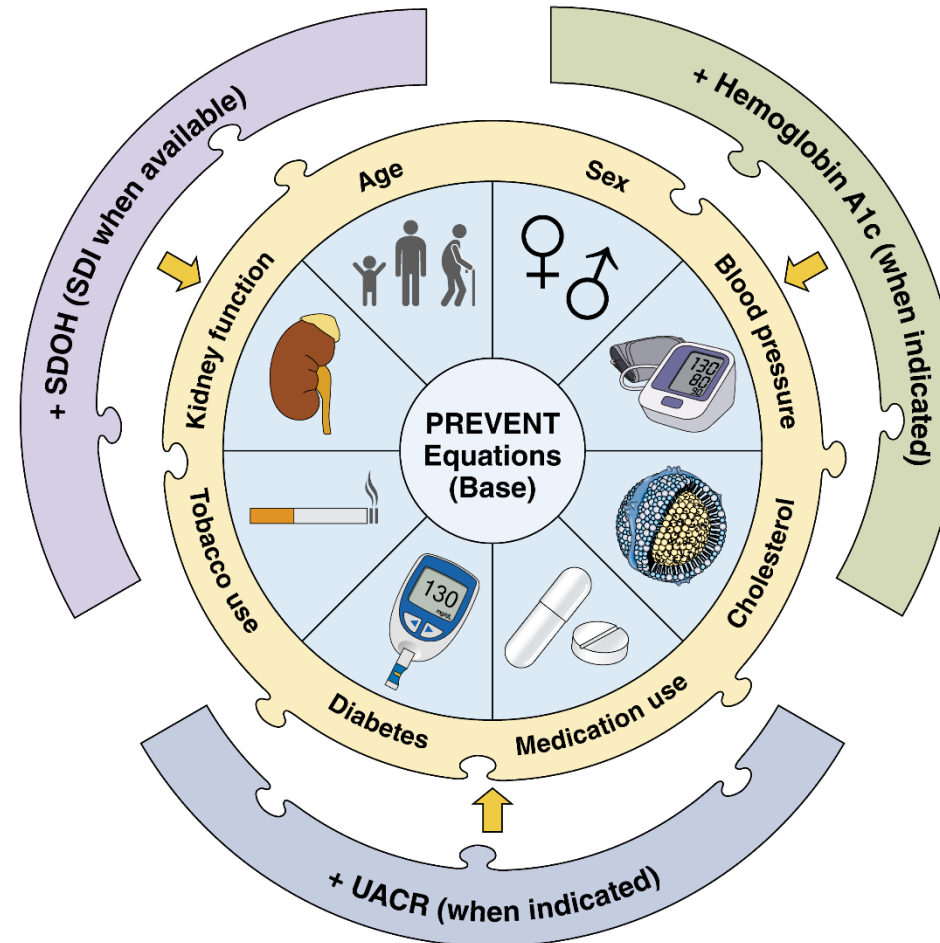 + SDOH (SDI when available)
+ Hemoglobin A1c (when indicated)
Age
Sex
Kidney function
Blood pressure
130
80
90
PREVENT
Equations
(Base)
Tobacco use
Cholesterol
130
mg/dL
Diabetes
Medication use
+ UACR (when indicated)